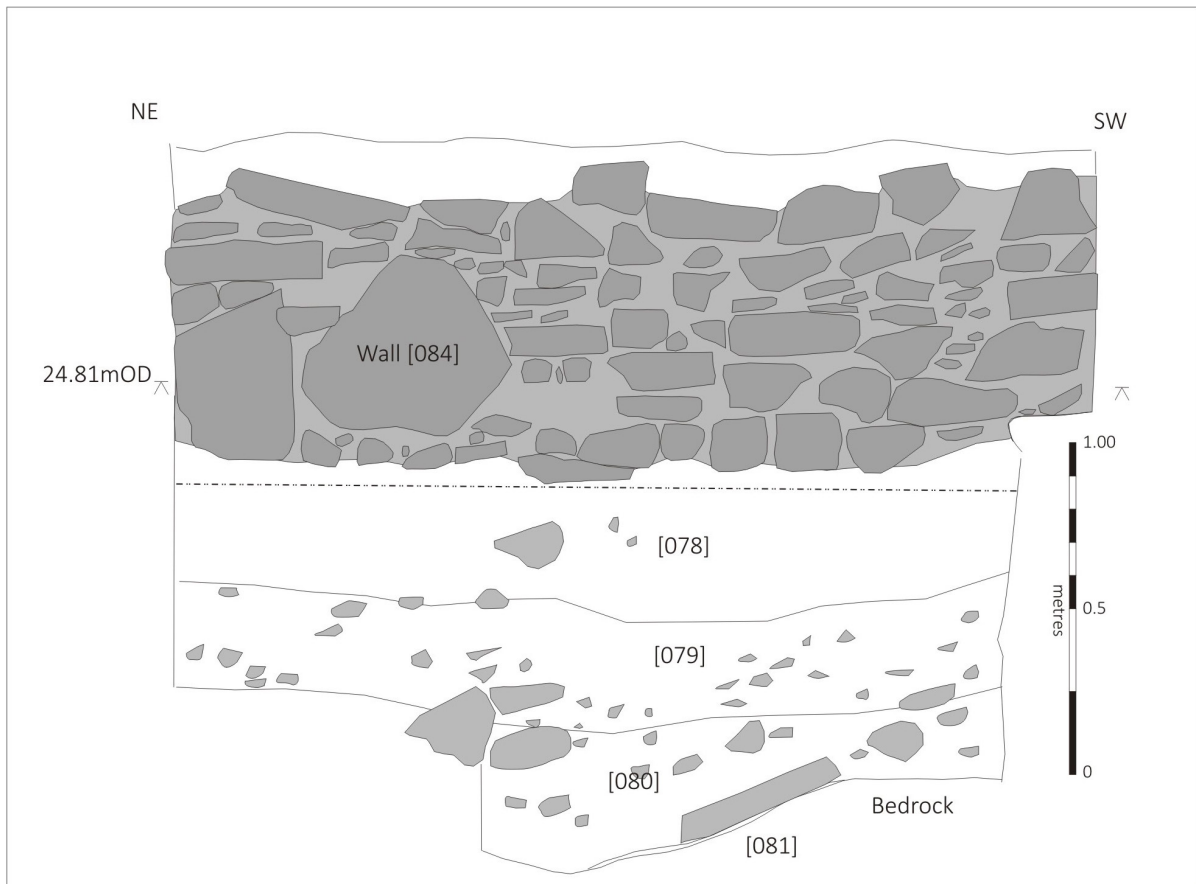 NE
SW
Wall [084]
24.81mOD
1.00
[078]
0.5
metres
[079]
[080]
0
Bedrock
[081]